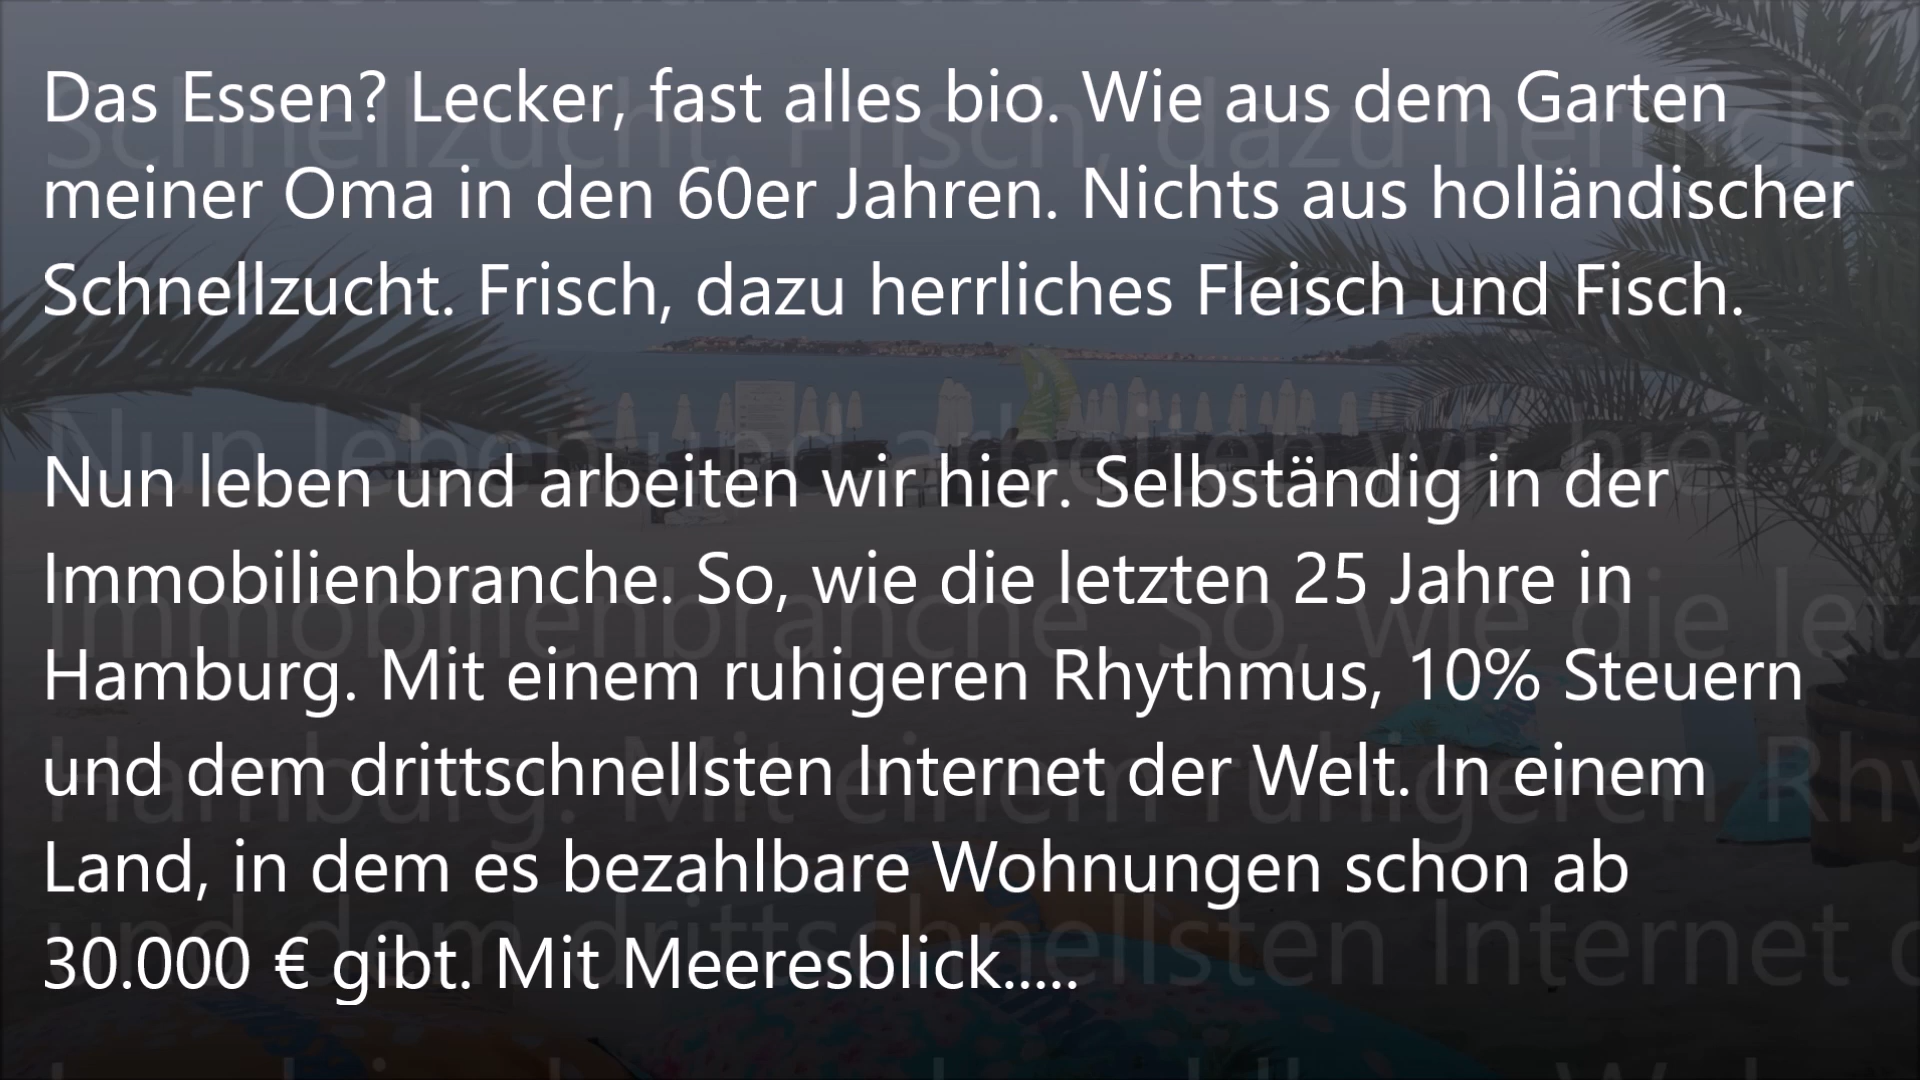 Das Essen? Lecker, fast alles bio. Wie aus dem Garten
meiner Oma in den 60er Jahren. Nichts aus holländischer
Schnellzucht. Frisch, dazu herrliches Fleisch und Fisch.
Nun leben und arbeiten wir hier. Selbständig in der
Immobilienbranche. So, wie die letzten 25 Jahre in
Hamburg. Mit einem ruhigeren Rhythmus, 10% Steuern
und dem drittschnellsten Internet der Welt. In einem
Land, in dem es bezahlbare Wohnungen schon ab
30.000 € gibt. Mit Meeresblick.....